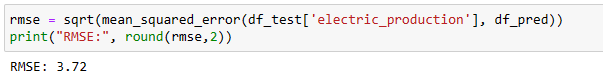 rmse = sqrt(mean_squared_error(df_test['electric_production'], df_pred))
print("RMSE:", round(rmse,2))
RMSE: 3.72